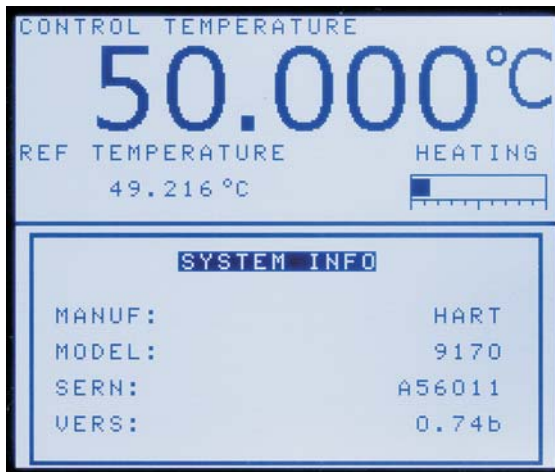 CONTROL TEMPERATURE
50.000°C
REF TEMPERATURE HEATING
49.216°C
SYSTEM INFO
MANUF: HART
MODEL: 9170
SERN: A56011
VERS: 0.74b